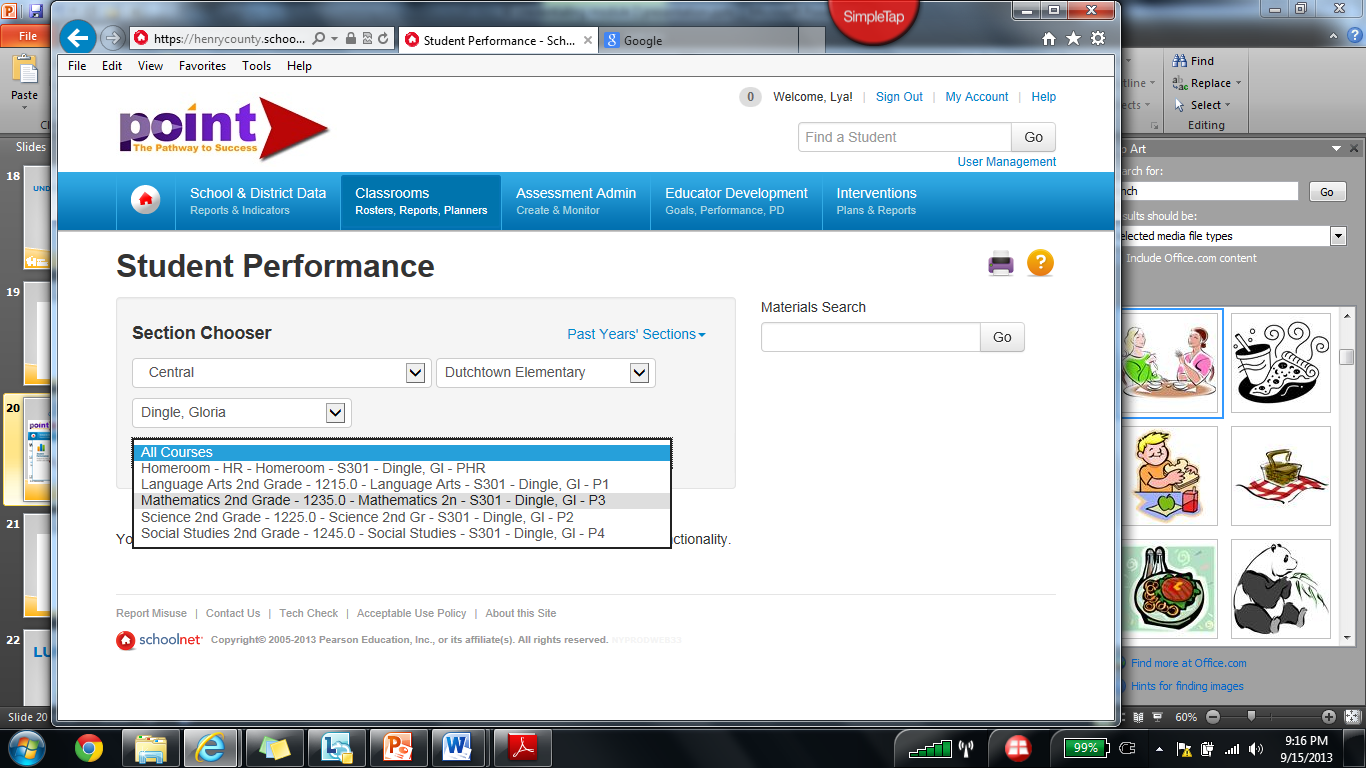 File
Paste
Slides
18
19
20
21
22
Slide 20
SimpleTap
https://henrycounty.schoo...
Student Performance - Sch...
Google
File Edit View Favorites Tools Help
point
The Pathway to Success
0 Welcome, Lya! | Sign Out | My Account | Help
Find a Student Go
User Management
School & District Data
Reports & Indicators
Classrooms
Rosters, Reports, Planners
Assessment Admin
Create & Monitor
Educator Development
Goals, Performance, PD
Interventions
Plans & Reports
Student Performance
Section Chooser
Past Years' Sections
Central
Dutchtown Elementary
Dingle, Gloria
All Courses
Homeroom - HR - Homeroom - S301 - Dingle, Gl - PHR
Language Arts 2nd Grade - 1215.0 - Language Arts - S301 - Dingle, Gl - P1
Mathematics 2nd Grade - 1235.0 - Mathematics 2n - S301 - Dingle, Gl - P3
Science 2nd Grade - 1225.0 - Science 2nd Gr - S301 - Dingle, Gl - P2
Social Studies 2nd Grade - 1245.0 - Social Studies - S301 - Dingle, Gl - P4
Yo nctionality.
Materials Search
Go
Report Misuse | Contact Us | Tech Check | Acceptable Use Policy | About this Site
schoolnet Copyright© 2005-2013 Pearson Education, Inc., or its affiliate(s). All rights reserved.
Find
Replace
Select
Editing
Art
rch for:
nch Go
sults should be:
elected media file types
Include Office.com content
Find more at Office.com
Hints for finding images
60%
99%
9:16 PM
9/15/2013